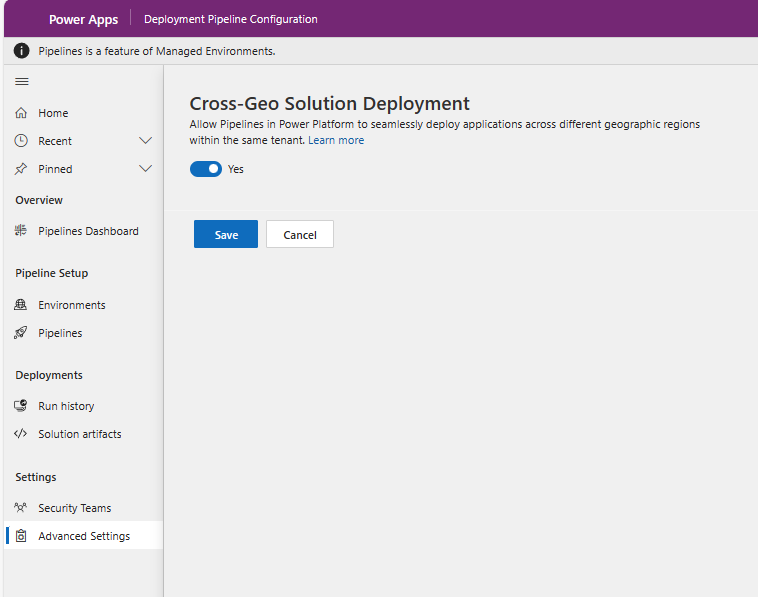 Power Apps
Deployment Pipeline Configuration
Pipelines is a feature of Managed Environments.
Home
Recent
Pinned
Overview
Pipelines Dashboard
Pipeline Setup
Environments
Pipelines
Deployments
Run history
Solution artifacts
Settings
Security Teams
Advanced Settings
Cross-Geo Solution Deployment
Allow Pipelines in Power Platform to seamlessly deploy applications across different geographic regions
within the same tenant. Learn more
Yes
Save
Cancel